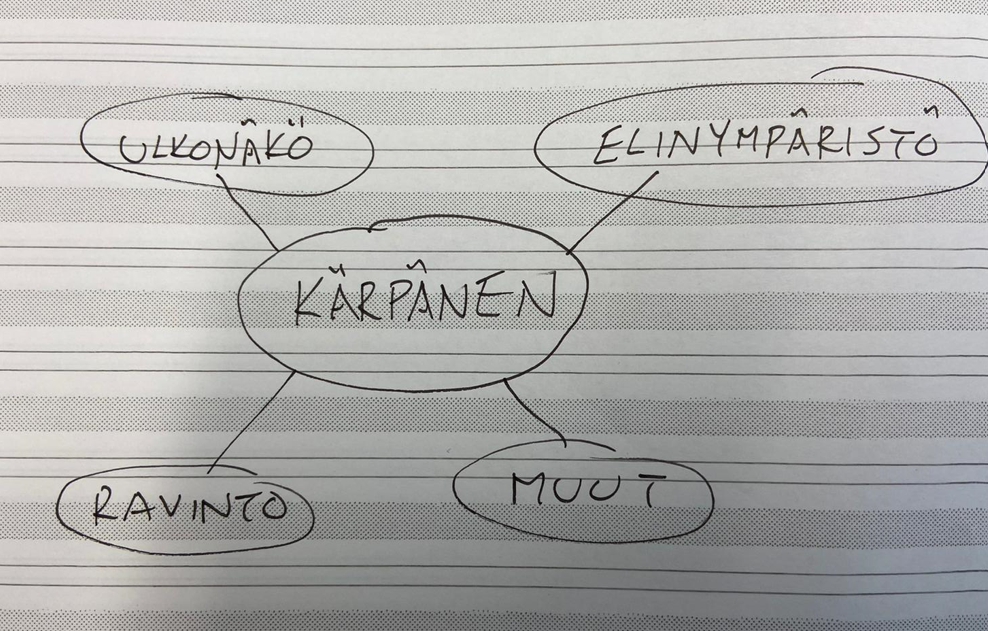 ULKONÄKÖ
ELINYMPÄRISTÖ
KÄRPÄNEN
RAVINTO
MUUT